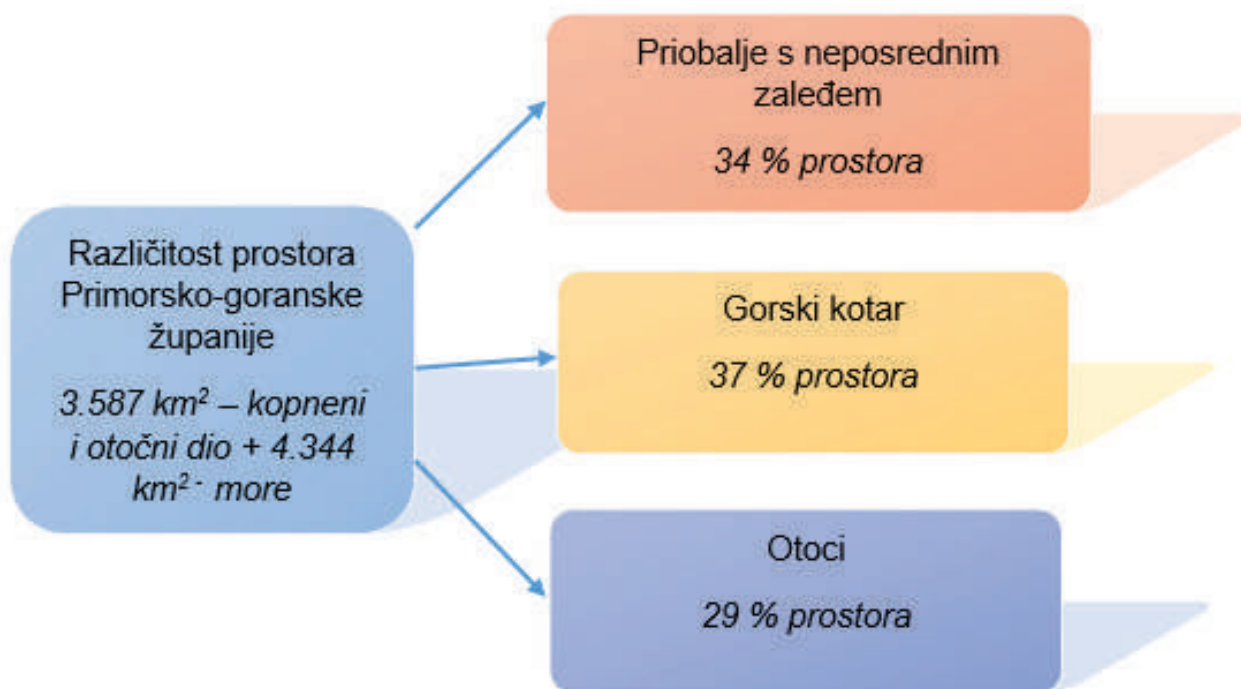 Priobalje s neposrednim
zaleđem
34 % prostora
Različitost prostora
Primorsko-goranske
županije
3.587 km² – kopneni
i otočni dio + 4.344
km² - more
Gorski kotar
37 % prostora
Otoci
29 % prostora